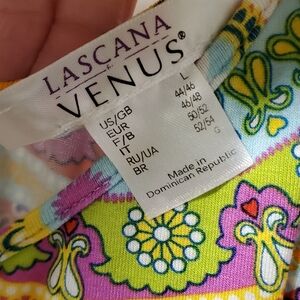 LASCANA
VENUS®
US/GB L
EUR. 44/46
F/B 46/48
IT 50/52
RU/UA 52/54
BR G
Made in
Dominican Republic